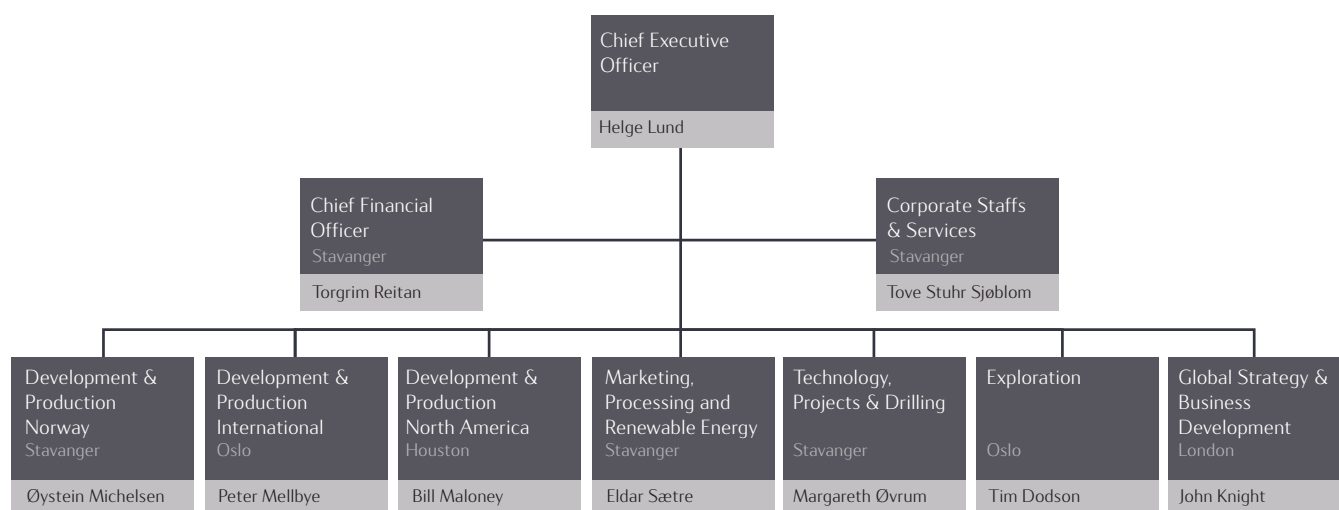 Chief Executive
Officer
Helge Lund
Chief Financial
Officer
Stavanger
Torgrim Reitan
Corporate Staffs
& Services
Stavanger
Tove Stuhr Sjøblom
Development &
Production
Norway
Stavanger
Øystein Michelsen
Development &
Production
International
Oslo
Peter Mellbye
Development &
Production
North America
Houston
Bill Maloney
Marketing,
Processing and
Renewable Energy
Stavanger
Eldar Sætre
Technology,
Projects & Drilling
Stavanger
Margareth Øvrum
Exploration
Oslo
Tim Dodson
Global Strategy &
Business
Development
London
John Knight